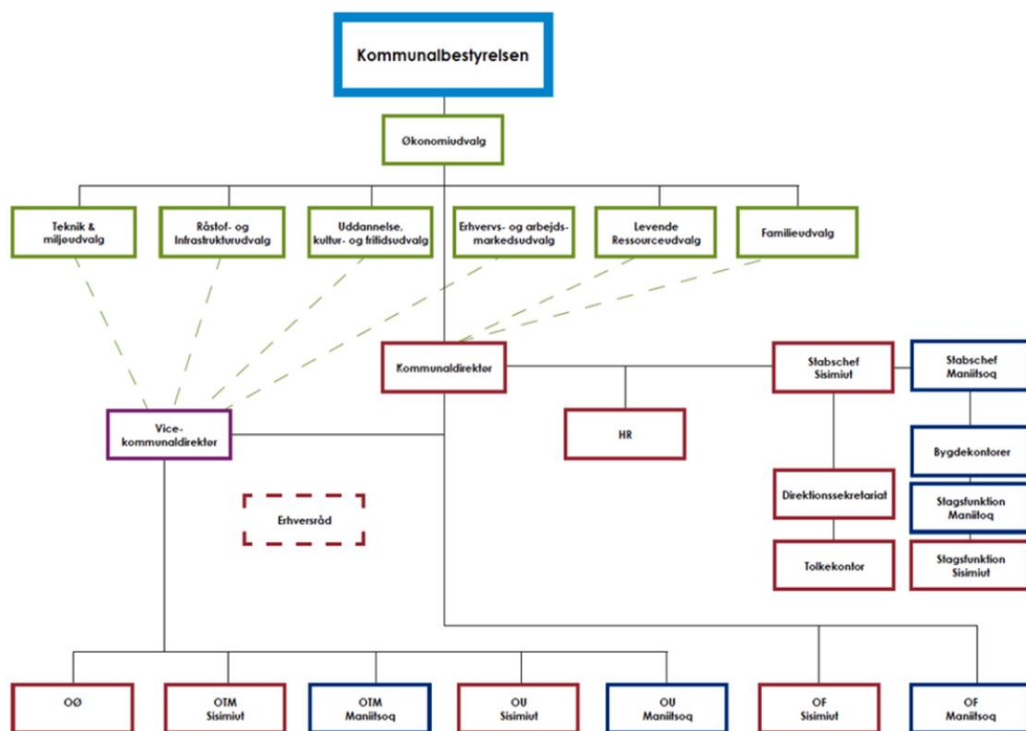 Kommunalbestyrelsen
Økonomiudvalg
Teknik &
miljøudvalg
Råstof- og
Infrastrukturudvalg
Uddannelse,
kultur- og fritidsudvalg
Erhvervs- og arbejds-
markedsudvalg
Levende
Ressourceudvalg
Familieudvalg
Kommunaldirektør
Stabschef
Sisimiut
Stabschef
Maniitsoq
Vice-
kommunaldirektør
HR
Bygdekontorer
Erhversråd
Direktionssekretariat
Stagsfunktion
Maniitoq
Tolkekontor
Stagsfunktion
Sisimiut
OØ
OTM
Sisimiut
OTM
Maniitsoq
OU
Sisimiut
OU
Maniitsoq
OF
Sisimiut
OF
Maniitsoq